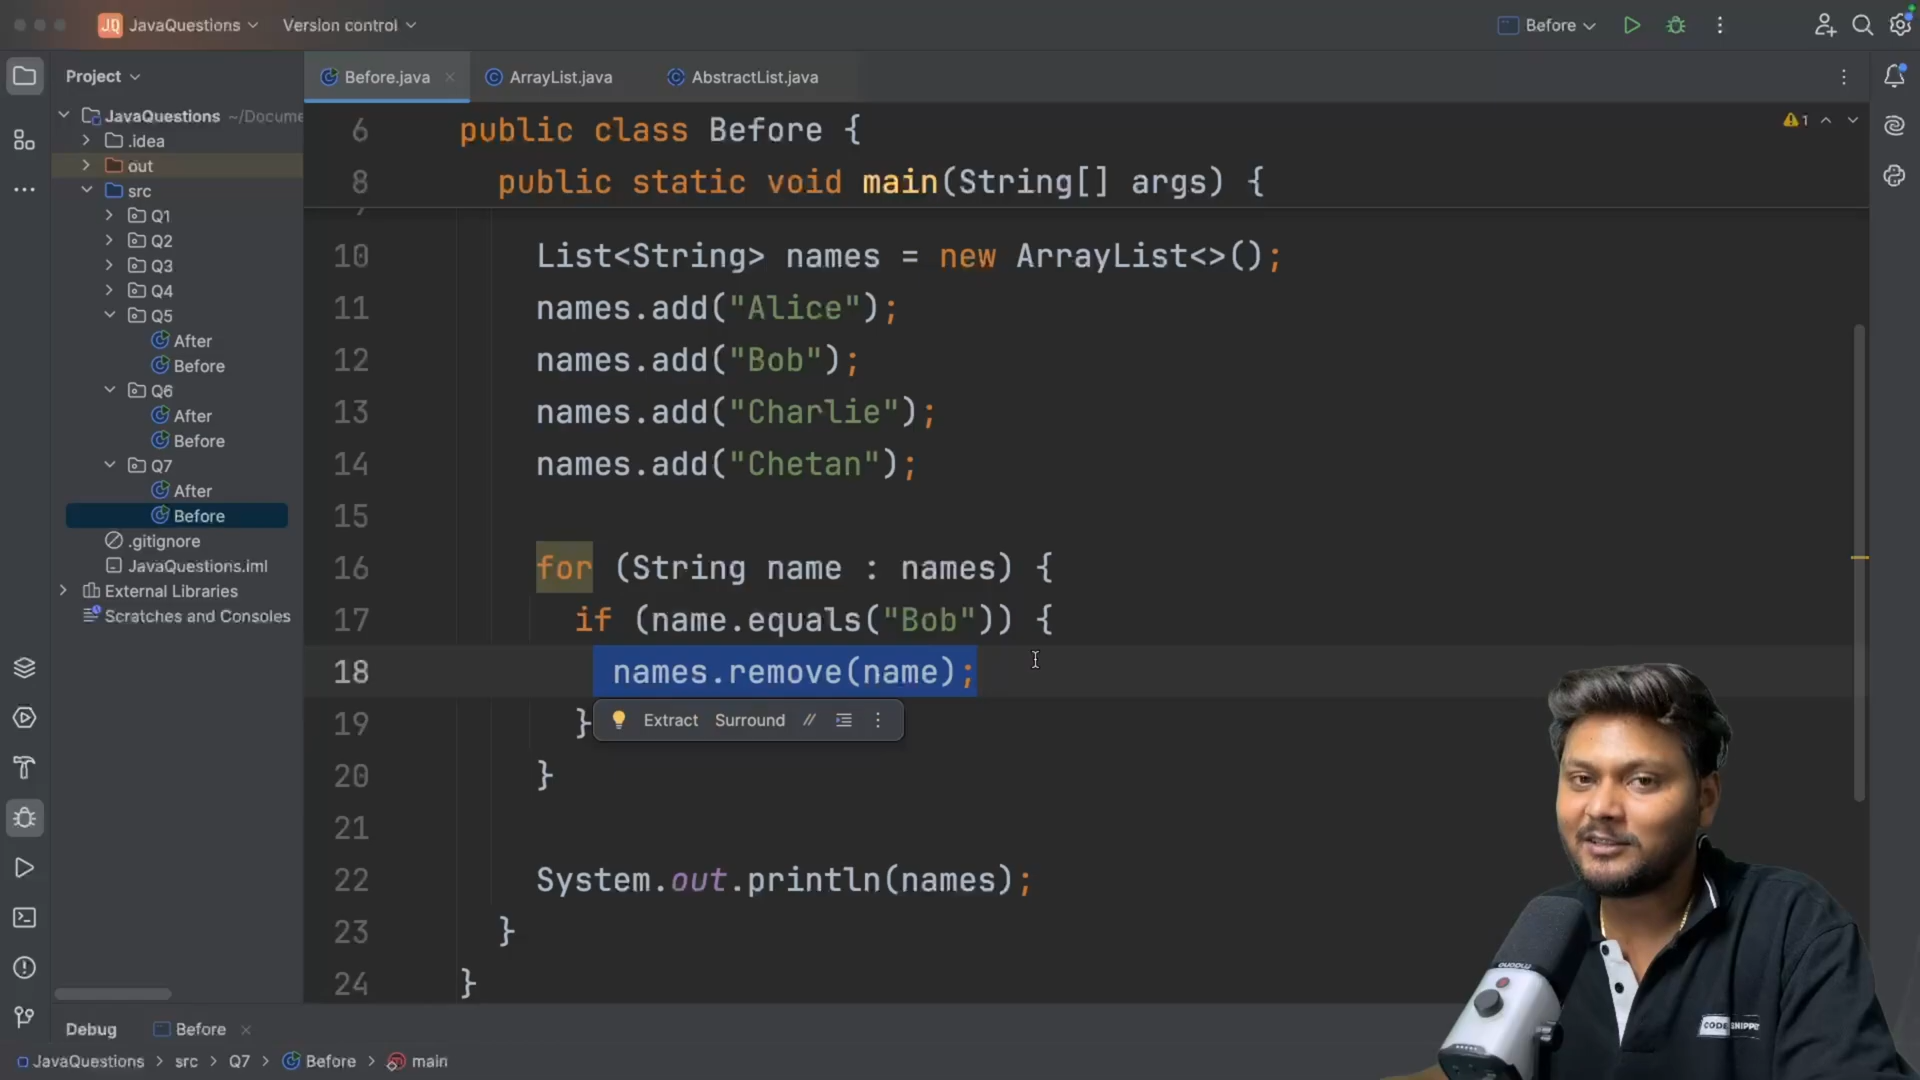 JQ JavaQuestions Version control Before
Project
Before.java ArrayList.java AbstractList.java
JavaQuestions ~/Docume
.idea
out
src
Q1
Q2
Q3
Q4
Q5
After
Before
Q6
After
Before
Q7
After
Before
.gitignore
JavaQuestions.iml
External Libraries
Scratches and Consoles
1
6 public class Before {
8 public static void main(String[] args) {
10 List<String> names = new ArrayList<>();
11 names.add("Alice");
12 names.add("Bob");
13 names.add("Charlie");
14 names.add("Chetan");
15
16 for (String name : names) {
17 if (name.equals("Bob")) {
18 names.remove(name);
19 }
Extract Surround //
20 }
21
22 System.out.println(names);
23 }
24 }
CODE SNIPPE
Debug Before
JavaQuestions > src > Q7 > Before > main